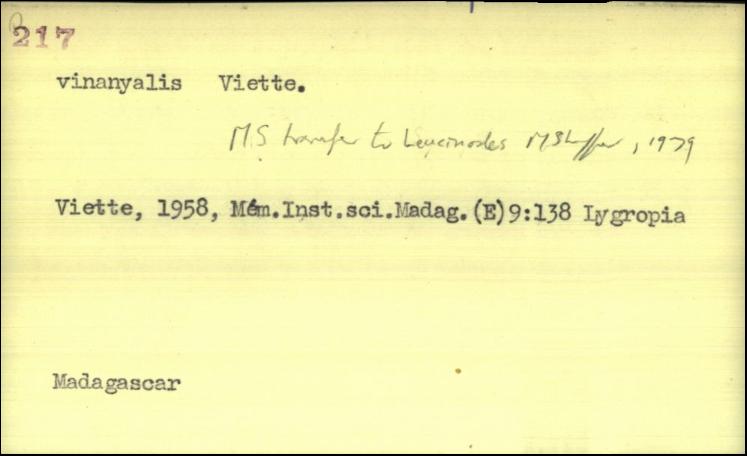 217
vinanyalis Viette.
MS transfer to Leucinodes MShaffer, 1979
Viette, 1958, Mém.Inst.sci.Madag.(E)9:138 Lygropia
Madagascar